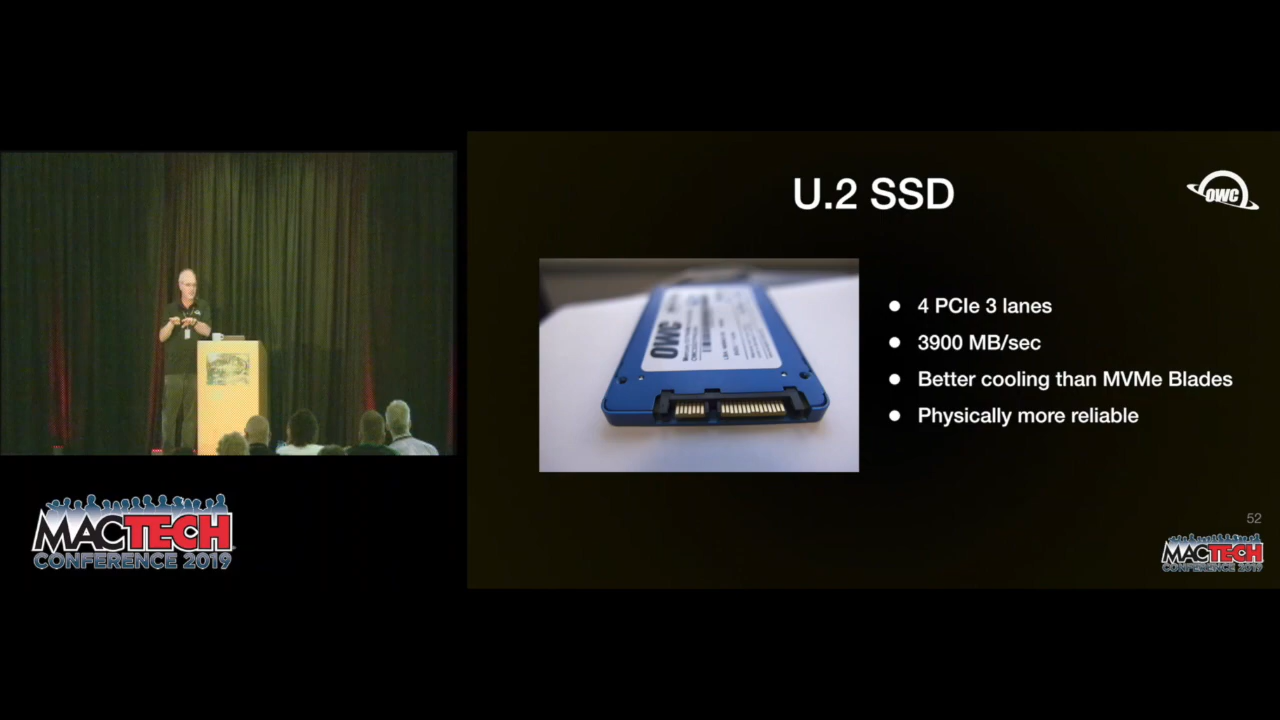 U.2 SSD
OWC
OWC
4 PCIe 3 lanes
3900 MB/sec
Better cooling than MVMe Blades
Physically more reliable
52
MACTECH
CONFERENCE 2019
MACTECH
CONFERENCE 2019